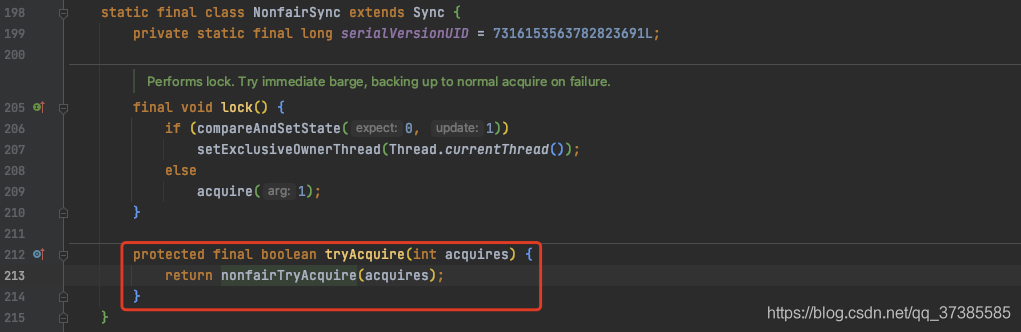 198 static final class NonfairSync extends Sync {
199 private static final long serialVersionUID = 7316153563782823691L;
200
Performs lock. Try immediate barge, backing up to normal acquire on failure.
205 final void lock() {
206 if (compareAndSetState( expect: 0, update: 1))
207 setExclusiveOwnerThread(Thread.currentThread());
208 else
209 acquire( arg: 1);
210 }
211
212 protected final boolean tryAcquire(int acquires) {
213 return nonfairTryAcquire(acquires);
214 }
215 }
https://blog.csdn.net/qq_37385585